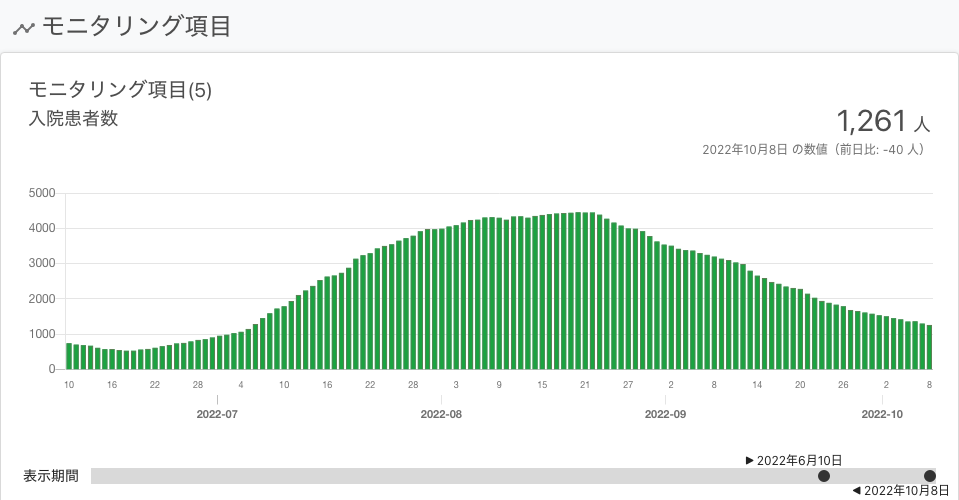 モニタリング項目
モニタリング項目(5)
入院患者数
1,261 人
2022年10月8日 の数値（前日比: -40 人）
5000
4000
3000
2000
1000
0
10 16 22 28 4 10 16 22 28 3 9 15 21 27 2 8 14 20 26 2 8
2022-07 2022-08 2022-09 2022-10
▶ 2022年6月10日
表示期間
◀ 2022年10月8日